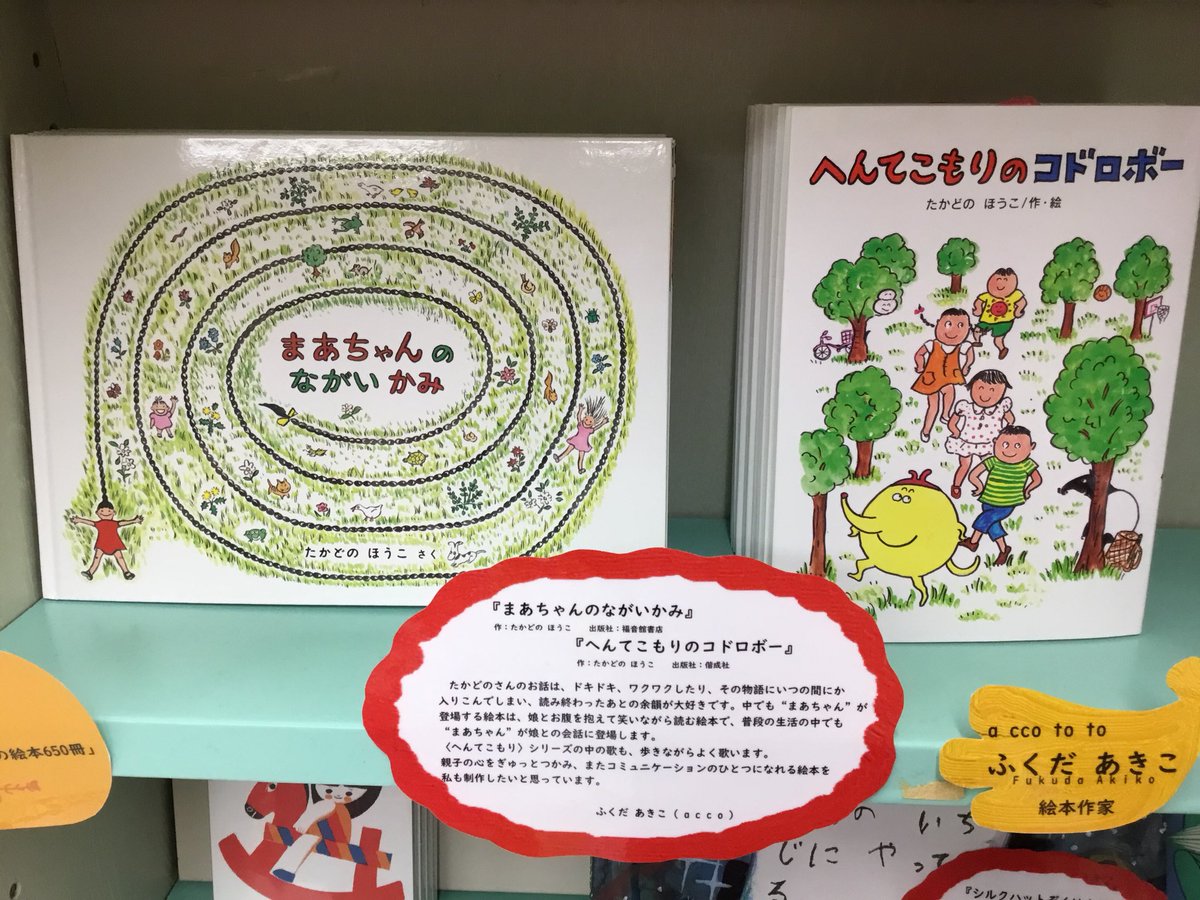 まあちゃんの
ながいかみ
たかどの ほうこ さく
へんてこもりのコドロボー
たかどの ほうこ/作・絵
『まあちゃんのながいかみ』
作：たかどの ほうこ　出版社：福音館書店
『へんてこもりのコドロボー』
作：たかどの ほうこ　出版社：偕成社
たかどのさんのお話は、ドキドキ、ワクワクしたり、その物語にいつの間にか
入りこんでしまい、読み終わったあとの余韻が大好きです。中でも“まあちゃん”が
登場する絵本は、娘とお腹を抱えて笑いながら読む絵本で、普段の生活の中でも
“まあちゃん”が娘との会話に登場します。
〈へんてこもり〉シリーズの中の歌も、歩きながらよく歌います。
親子の心をぎゅっとつかみ、またコミュニケーションのひとつになれる絵本を
私も制作したいと思っています。
ふくだ あきこ（acco）
の絵本650冊」
acco to to
ふくだ あきこ
Fukuda Akiko
絵本作家
の いち
じに やって
る
『シルクハット